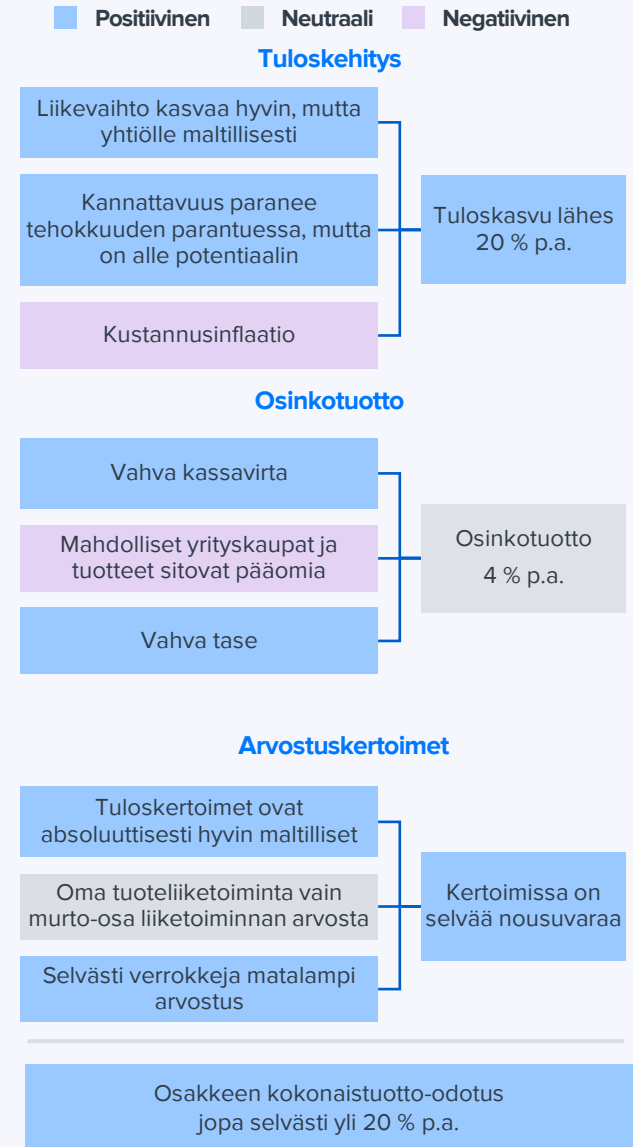 Positiivinen Neutraali Negatiivinen
Tuloskehitys
Liikevaihto kasvaa hyvin, mutta
yhtiölle maltillisesti
Kannattavuus paranee
tehokkuuden parantuessa, mutta
on alle potentiaalin
Kustannusinflaatio
Tuloskasvu lähes
20 % p.a.
Osinkotuotto
Vahva kassavirta
Mahdolliset yrityskaupat ja
tuotteet sitovat pääomia
Vahva tase
Osinkotuotto
4 % p.a.
Arvostuskertoimet
Tuloskertoimet ovat
absoluuttisesti hyvin maltilliset
Oma tuoteliiketoiminta vain
murto-osa liiketoiminnan arvosta
Selvästi verrokkeja matalampi
arvostus
Kertoimissa on
selvää nousuvaraa
Osakkeen kokonaistuotto-odotus
jopa selvästi yli 20 % p.a.